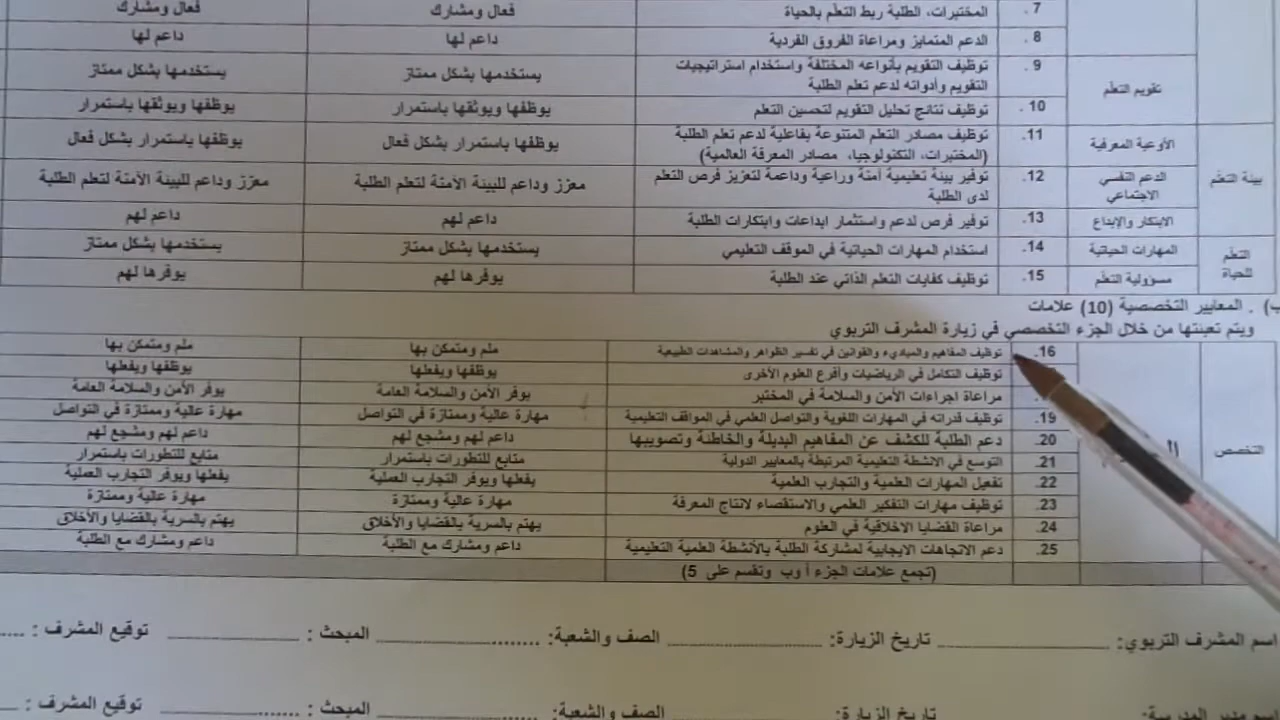 7. المختبرات، الطلبة ربط التعلّم بالحياة فعال ومشارك فعال ومشارك
8. الدعم المتمايز ومراعاة الفروق الفردية داعم لها داعم لها
تقويم التعلّم
9. توظيف التقويم بأنواعه المختلفة واستخدام استراتيجيات يستخدمها بشكل ممتاز يستخدمها بشكل ممتاز
التقويم وأدواته لدعم تعلم الطلبة
10. توظيف نتائج تحليل التقويم لتحسين التعلم يوظفها ويوثقها باستمرار يوظفها ويوثقها باستمرار
بيئة التعلّم
الأوعية المعرفية
11. توظيف مصادر التعلم المتنوعة بفاعلية لدعم تعلم الطلبة يوظفها باستمرار بشكل فعال يوظفها باستمرار بشكل فعال
(المختبرات، التكنولوجيا، مصادر المعرفة العالمية)
الدعم النفسي
الاجتماعي
12. توفير بيئة تعليمية آمنة وراعية وداعمة لتعزيز فرص التعلم معزز وداعم للبيئة الآمنة لتعلم الطلبة معزز وداعم للبيئة الآمنة لتعلم الطلبة
لدى الطلبة
الابتكار والإبداع 13. توفير فرص لدعم واستثمار ابداعات وابتكارات الطلبة داعم لهم داعم لهم
التعلّم
للحياة
المهارات الحياتية 14. استخدام المهارات الحياتية في الموقف التعليمي يستخدمها بشكل ممتاز يستخدمها بشكل ممتاز
مسؤولية التعلّم 15. توظيف كفايات التعلم الذاتي عند الطلبة يوفرها لهم يوفرها لهم
ب) . المعايير التخصصية (10) علامات
ويتم تعبئتها من خلال الجزء التخصصي في زيارة المشرف التربوي
التخصص
16. توظيف المفاهيم والمباديء والقوانين في تفسير الظواهر والمشاهدات الطبيعية ملم ومتمكن بها ملم ومتمكن بها
توظيف التكامل في الرياضيات وأفرع العلوم الأخرى يوظفها ويفعلها يوظفها ويفعلها
مراعاة اجراءات الأمن والسلامة في المختبر يوفر الأمن والسلامة العامة يوفر الأمن والسلامة العامة
19. توظيف قدراته في المهارات اللغوية والتواصل العلمي في المواقف التعليمية مهارة عالية وممتازة في التواصل مهارة عالية وممتازة في التواصل
20. دعم الطلبة للكشف عن المفاهيم البديلة والخاطئة وتصويبها داعم لهم ومشجع لهم داعم لهم ومشجع لهم
21. التوسع في الانشطة التعليمية المرتبطة بالمعايير الدولية متابع للتطورات باستمرار متابع للتطورات باستمرار
22. تفعيل المهارات العلمية والتجارب العلمية يفعلها ويوفر التجارب العملية يفعلها ويوفر التجارب العملية
23. توظيف مهارات التفكير العلمي والاستقصاء لانتاج المعرفة مهارة عالية وممتازة مهارة عالية وممتازة
24. مراعاة القضايا الاخلاقية في العلوم يهتم بالسرية بالقضايا والأخلاق يهتم بالسرية بالقضايا والأخلاق
25. دعم الاتجاهات الايجابية لمشاركة الطلبة بالأنشطة العلمية التعليمية داعم ومشارك مع الطلبة داعم ومشارك مع الطلبة
(تجمع علامات الجزء أ وب وتقسم على 5)
اسم المشرف التربوي: ........ تاريخ الزيارة: ........ الصف والشعبة: ........ المبحث : ........ توقيع المشرف : .....
اسم مدير المدرسة: ........ تاريخ الزيارة: ........ الصف والشعبة: ........ المبحث : ........ توقيع المشرف :